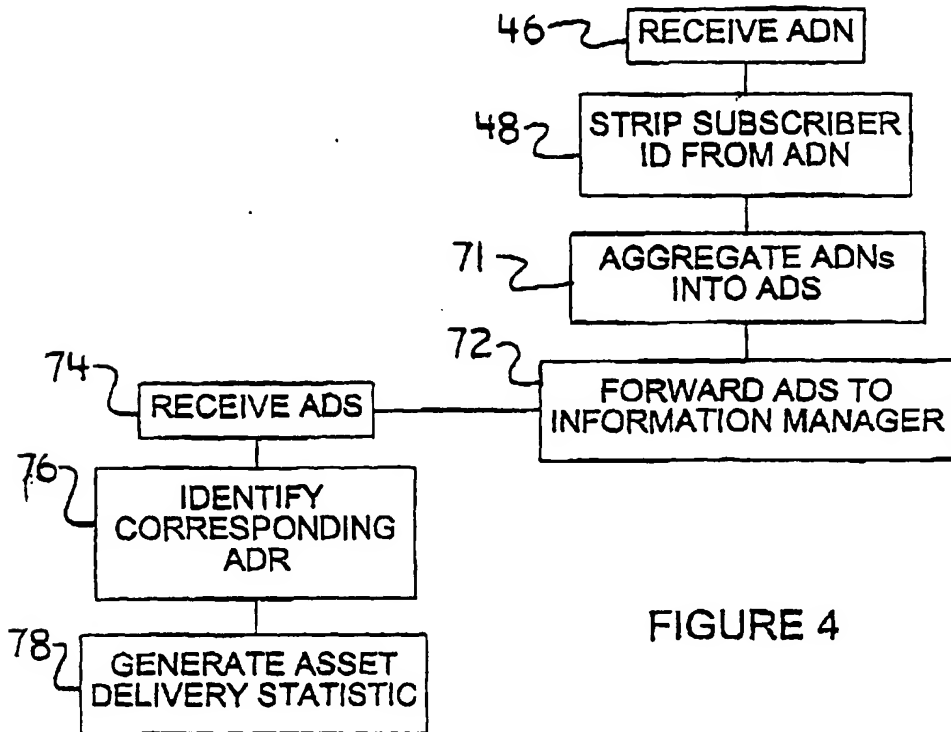 46 RECEIVE ADN
48 STRIP SUBSCRIBER
ID FROM ADN
71 AGGREGATE ADNs
INTO ADS
72 FORWARD ADS TO
INFORMATION MANAGER
74 RECEIVE ADS
76 IDENTIFY
CORRESPONDING
ADR
78 GENERATE ASSET
DELIVERY STATISTIC
FIGURE 4